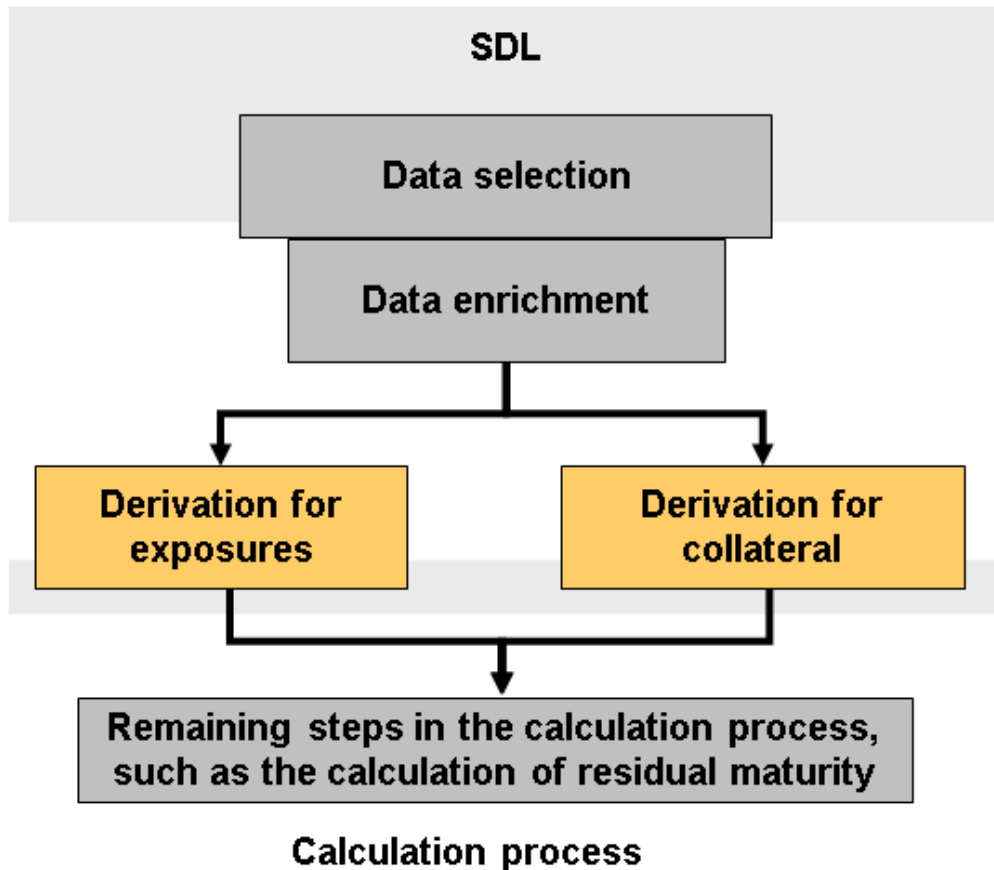 SDL
Data selection
Data enrichment
Derivation for
exposures
Derivation for
collateral
Remaining steps in the calculation process,
such as the calculation of residual maturity
Calculation process